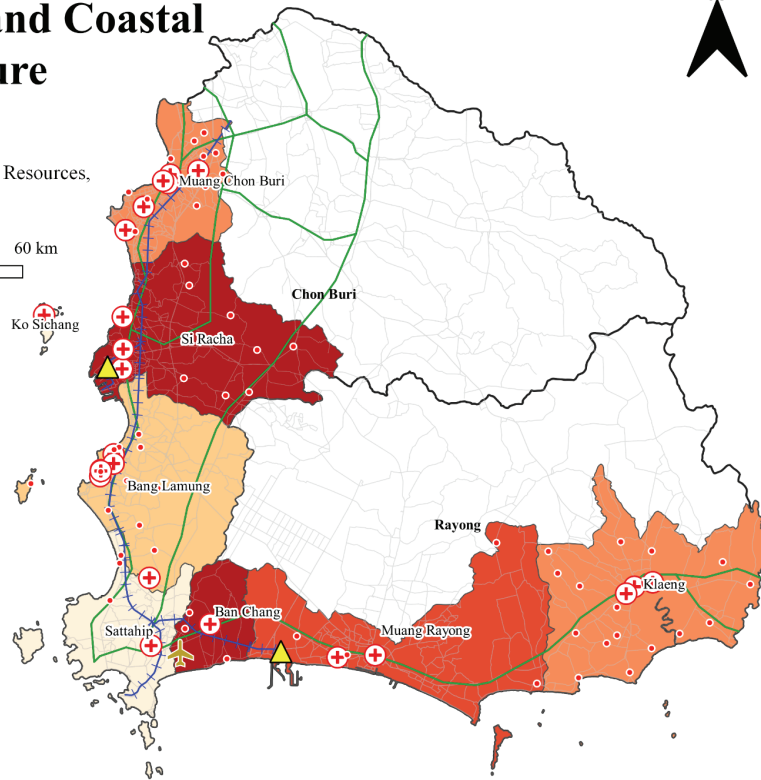 and Coastal
ure
Resources,
Muang Chon Buri
60 km
Chon Buri
Ko Sichang
Si Racha
Bang Lamung
Rayong
Klaeng
Ban Chang
Sattahip
Muang Rayong